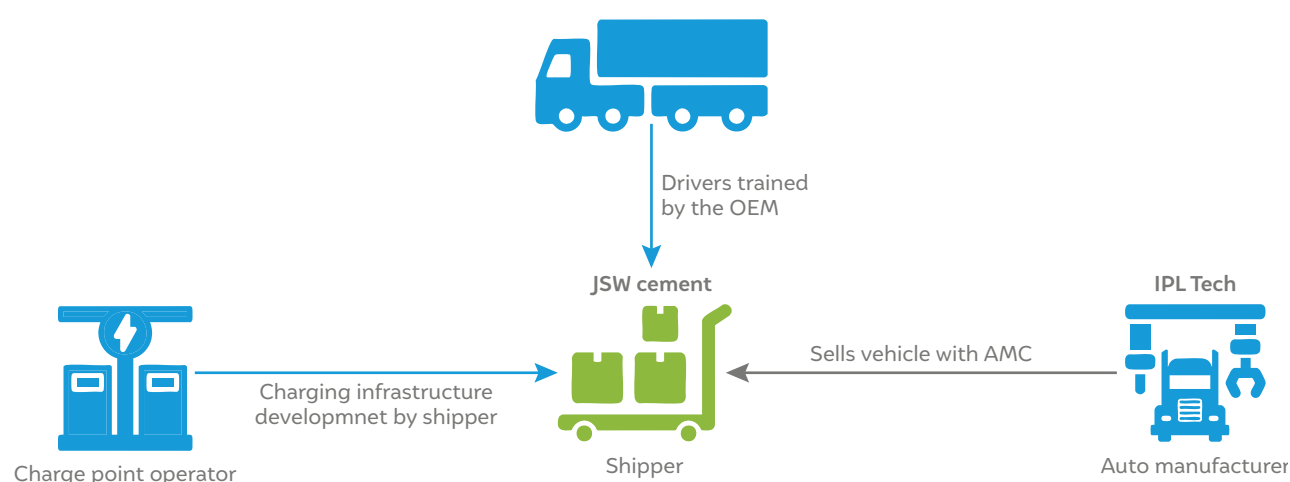 Drivers trained
by the OEM
JSW cement
IPL Tech
Sells vehicle with AMC
Charging infrastructure
developmnet by shipper
Charge point operator
Shipper
Auto manufacturer